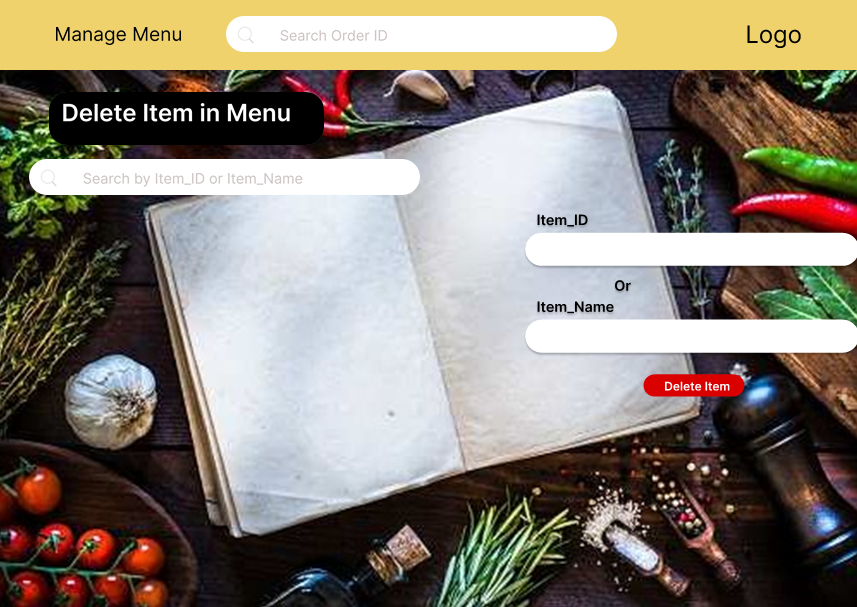 Manage Menu
Search Order ID
Logo
Delete Item in Menu
Search by Item_ID or Item_Name
Item_ID
Or
Item_Name
Delete Item